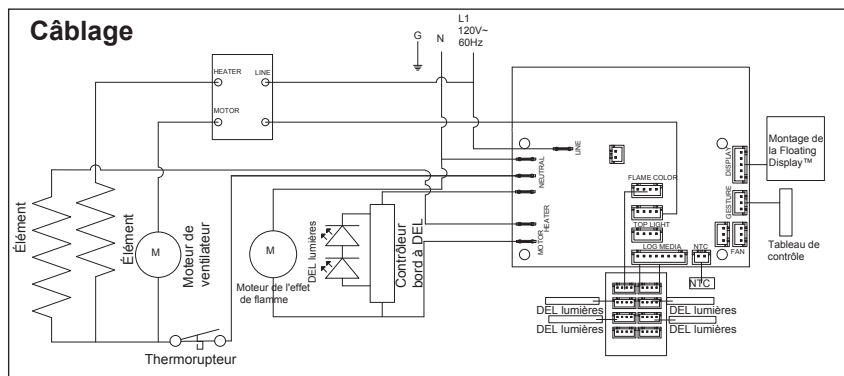 Câblage
L1
120V~
60Hz
G
N
HEATER
LINE
MOTOR
LINE
NEUTRAL
HEATER
MOTOR
FLAME COLOR
TOP LIGHT
LOG MEDIA
DISPLAY
GESTURE
FAN
NTC
NTC
Montage de
la Floating
Display™
Tableau de
contrôle
Élément
Élément
M
Moteur de
ventilateur
M
Moteur de l'effet
de flamme
DEL lumières
Contrôleur
bord à DEL
Thermorupteur
DEL lumières
DEL lumières
DEL lumières
DEL lumières